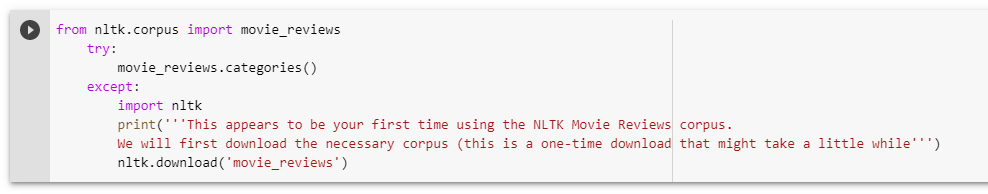 from nltk.corpus import movie_reviews
    try:
        movie_reviews.categories()
    except:
        import nltk
        print('''This appears to be your first time using the NLTK Movie Reviews corpus.
        We will first download the necessary corpus (this is a one-time download that might take a little while''')
        nltk.download('movie_reviews')